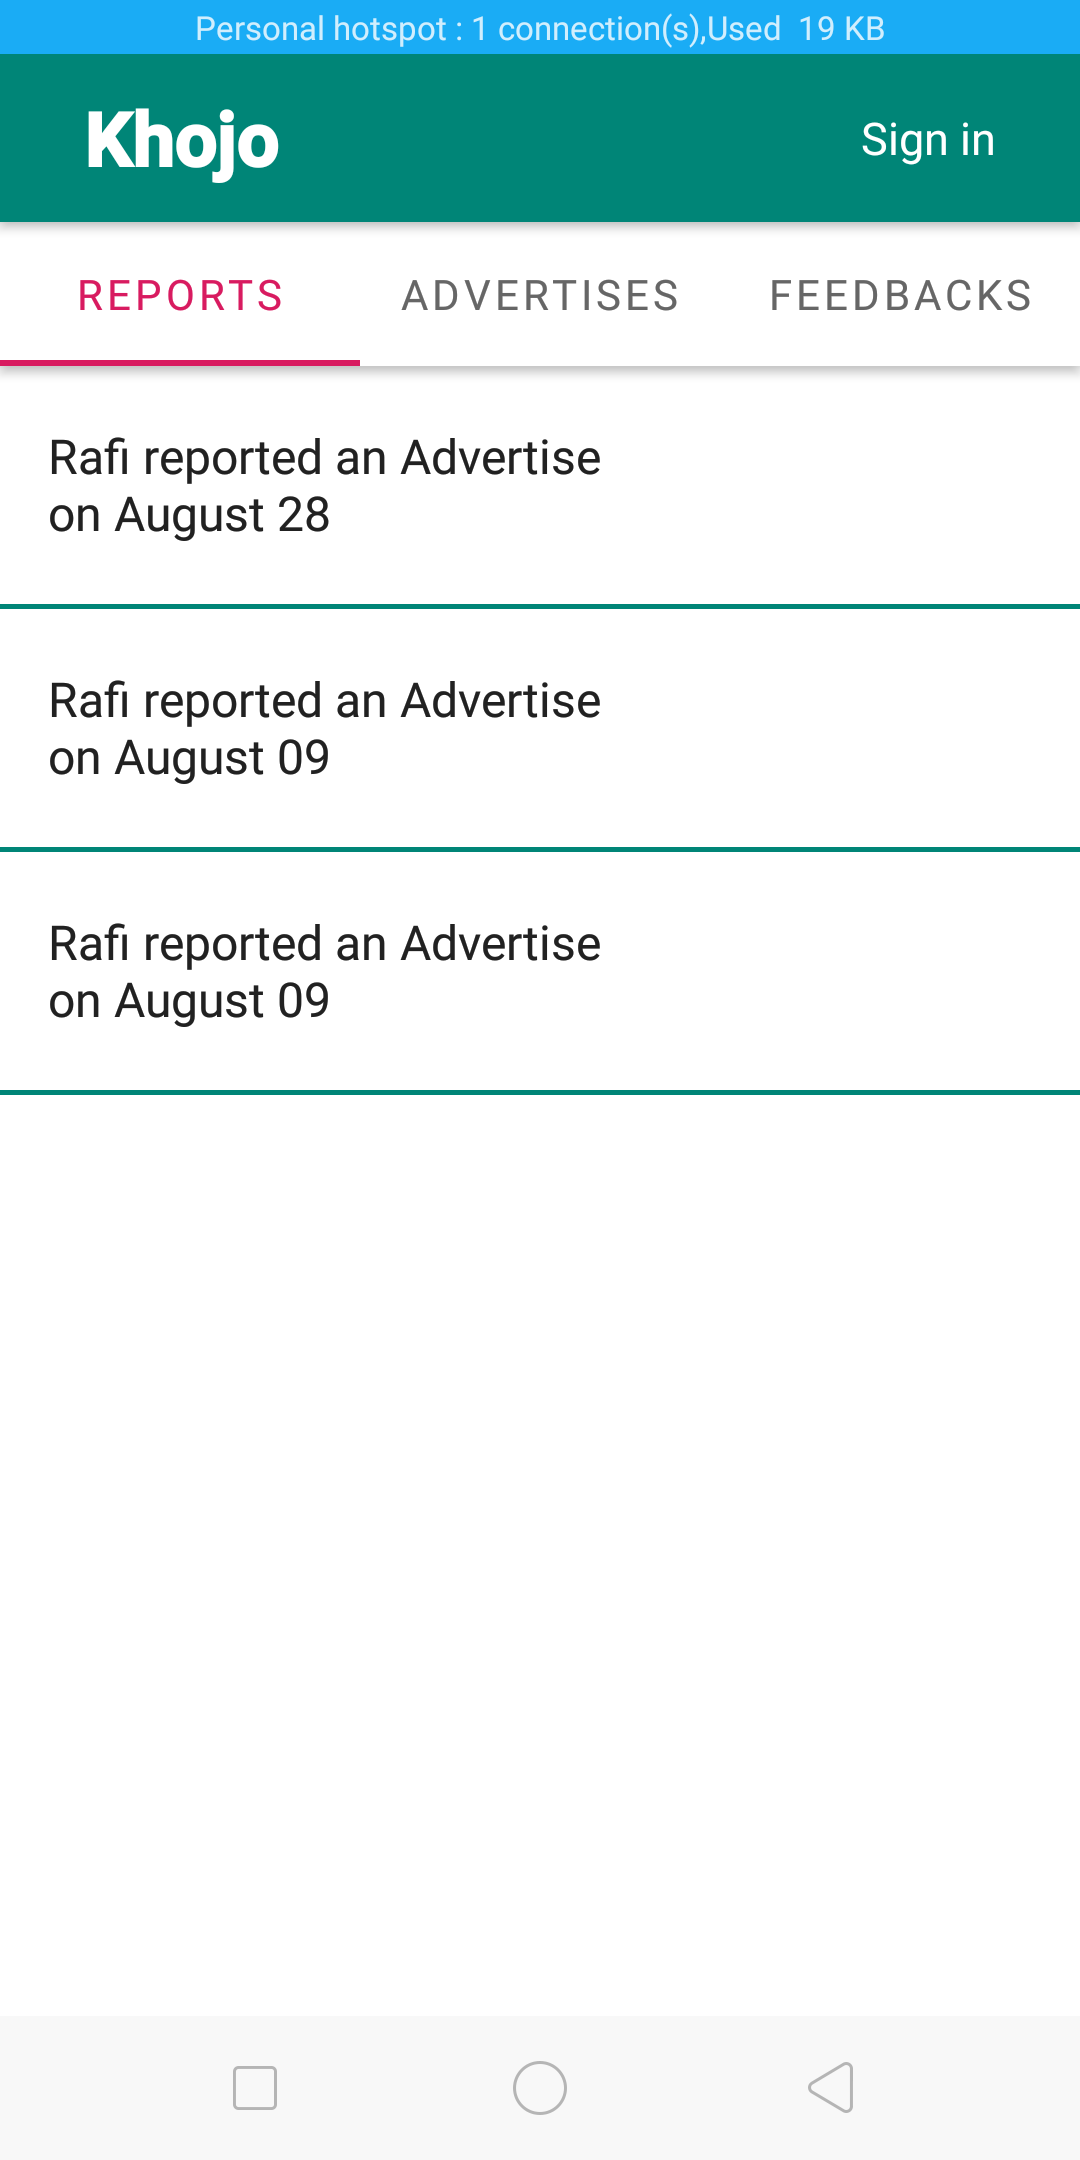 Personal hotspot : 1 connection(s),Used  19 KB
Khojo
Sign in
REPORTS
ADVERTISES
FEEDBACKS
Rafi reported an Advertise
on August 28
Rafi reported an Advertise
on August 09
Rafi reported an Advertise
on August 09